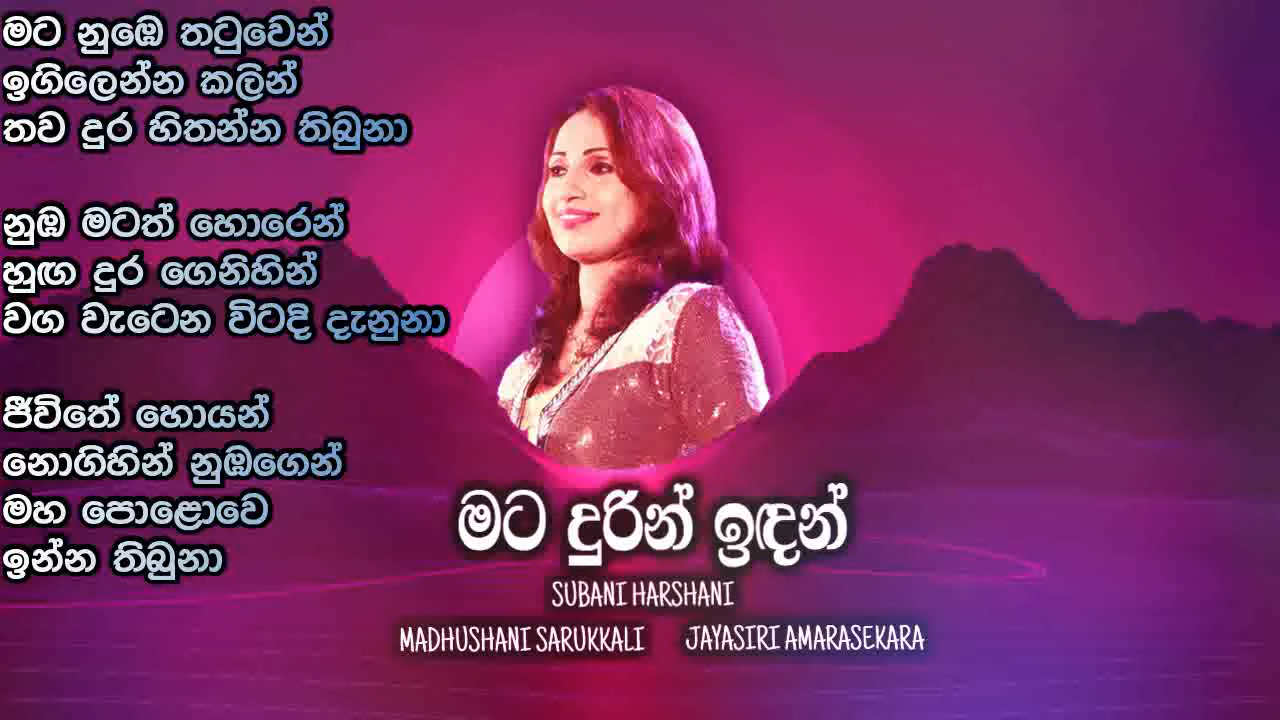 මට නුඹේ තටුවෙන්
ඉගිලෙන්න කලින්
තව දුර හිතන්න තිබුනා
නුඹ මටත් හොරෙන්
හුඟ දුර ගෙනිහින්
වග වැටෙන විටදි දැනුනා
ජීවිතේ හොයන්
නොගිහින් නුඹගෙන්
මහ පොළොවෙ
ඉන්න තිබුනා
මට දුරින් ඉඳන්
SUBANI HARSHANI
MADHUSHANI SARUKKALI JAYASIRI AMARASEKARA